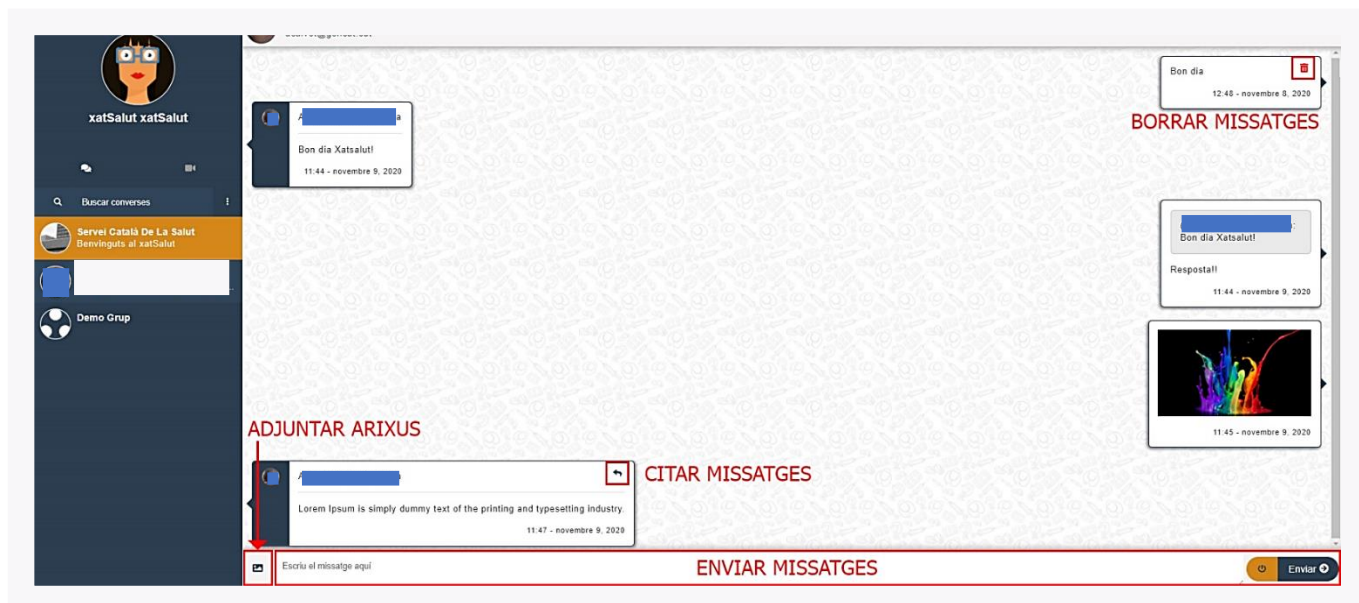 xatSalut xatSalut
Buscar converses
Servei Català De La Salut
Benvinguts al xatSalut
Demo Grup
Bon dia
12:48 - novembre 8, 2020
BORRAR MISSATGES
A a
Bon dia Xatsalut!
11:44 - novembre 9, 2020
Bon dia Xatsalut!
Resposta!!
11:44 - novembre 9, 2020
11:45 - novembre 9, 2020
ADJUNTAR ARIXUS
CITAR MISSATGES
Lorem Ipsum is simply dummy text of the printing and typesetting industry.
11:47 - novembre 9, 2020
Escriu el missatge aquí
ENVIAR MISSATGES
Enviar